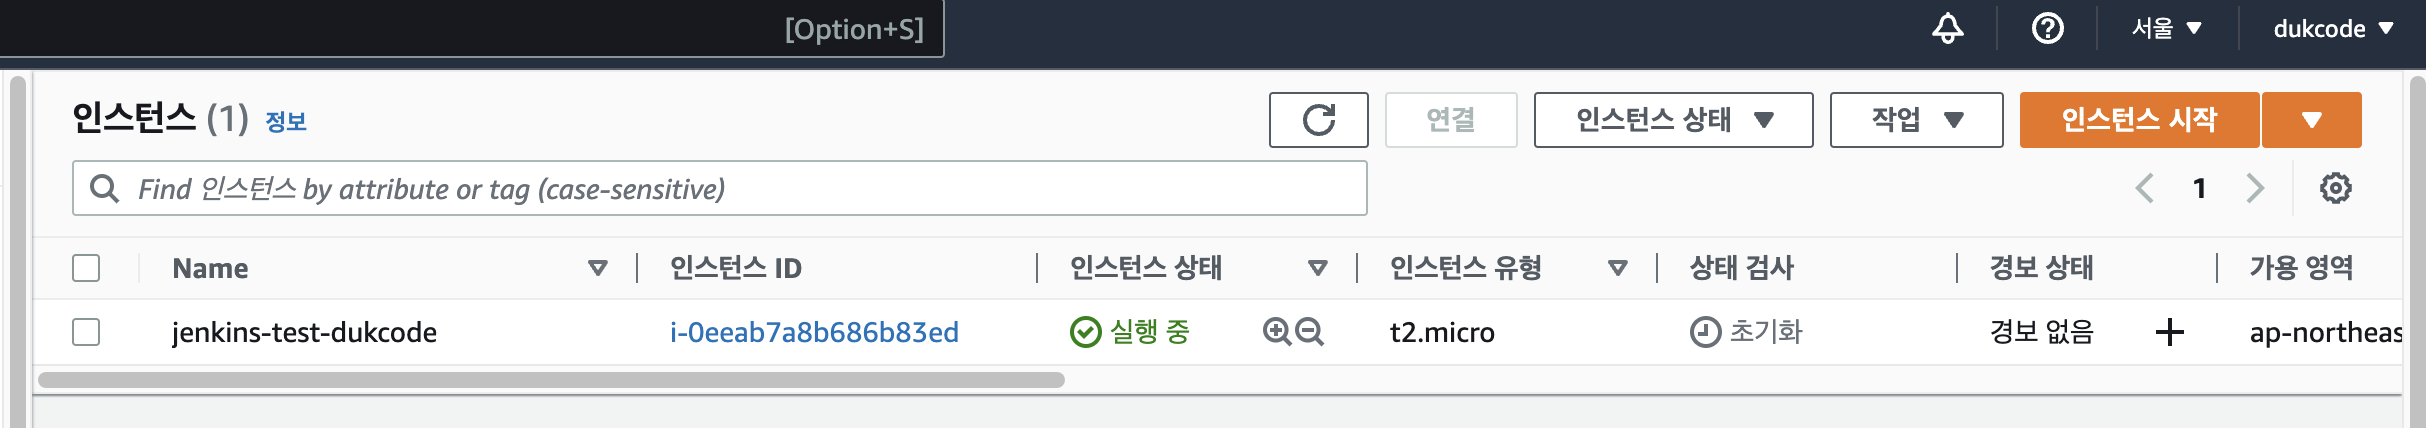 [Option+S] 서울 dukcode
인스턴스 (1) 정보 연결 인스턴스 상태 작업 인스턴스 시작
Find 인스턴스 by attribute or tag (case-sensitive) 1
Name 인스턴스 ID 인스턴스 상태 인스턴스 유형 상태 검사 경보 상태 가용 영역
jenkins-test-dukcode i-0eeab7a8b686b83ed 실행 중 t2.micro 초기화 경보 없음 ap-northeas